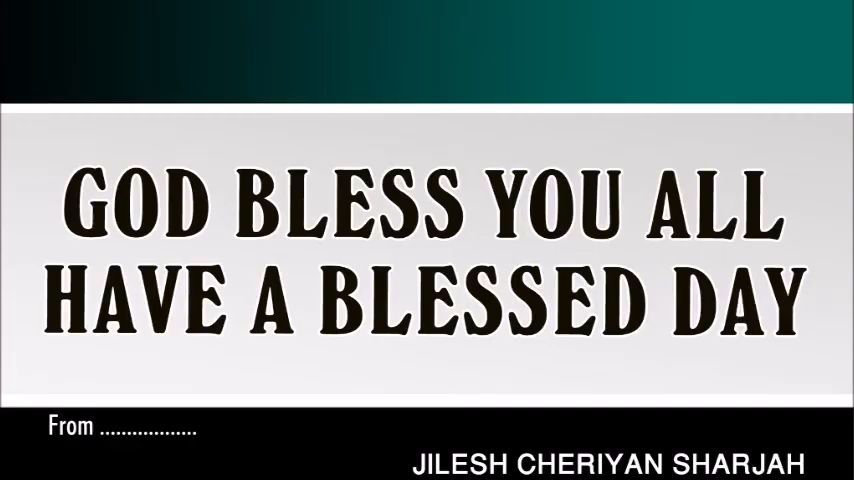 GOD BLESS YOU ALL
HAVE A BLESSED DAY
From ..................
JILESH CHERIYAN SHARJAH